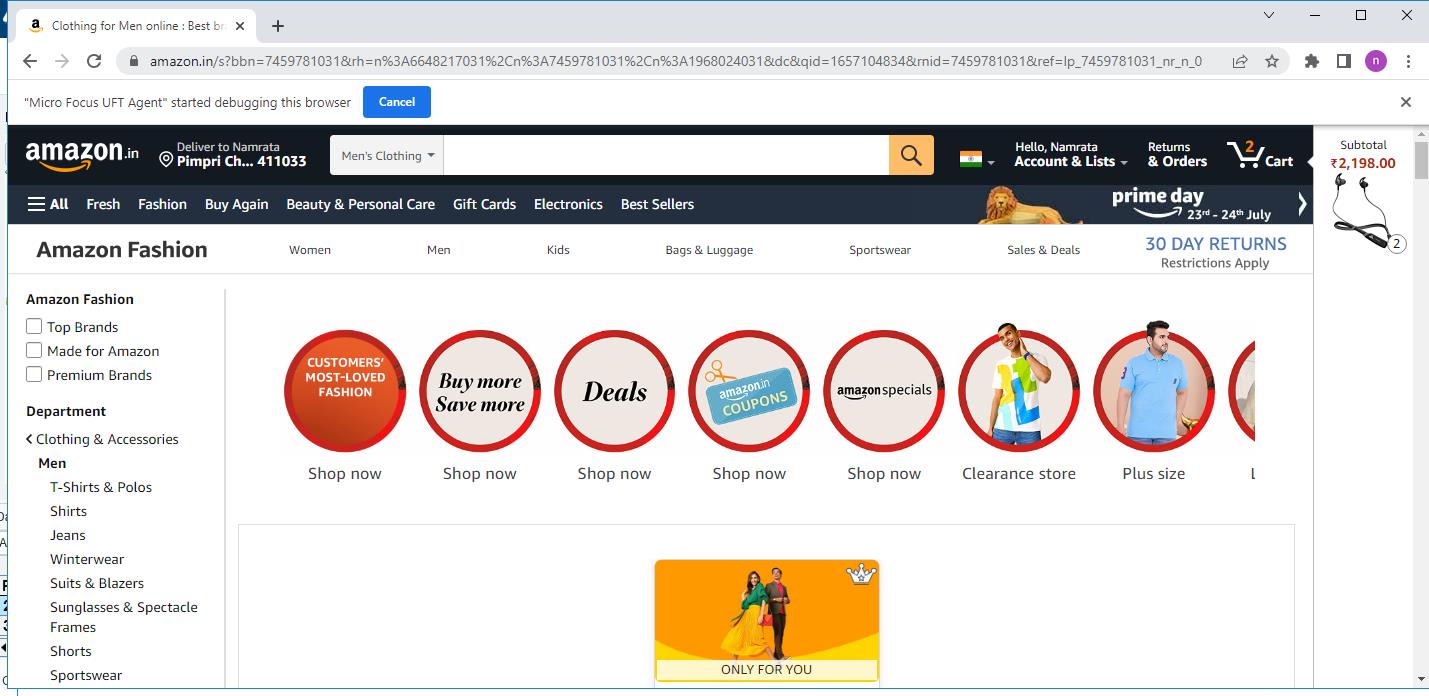 Clothing for Men online : Best br
amazon.in/s?bbn=7459781031&rh=n%3A6648217031%2Cn%3A7459781031%2Cn%3A1968024031&dc&qid=1657104834&rnid=7459781031&ref=lp_7459781031_nr_n_0
n
"Micro Focus UFT Agent" started debugging this browser
Cancel
amazon.in
Deliver to Namrata
Pimpri Ch... 411033
Men's Clothing
Hello, Namrata
Account & Lists
Returns
& Orders
2
Cart
Subtotal
₹2,198.00
2
All Fresh Fashion Buy Again Beauty & Personal Care Gift Cards Electronics Best Sellers
prime day
23rd - 24th July
Amazon Fashion
Women Men Kids Bags & Luggage Sportswear Sales & Deals
30 DAY RETURNS
Restrictions Apply
Amazon Fashion
Top Brands
Made for Amazon
Premium Brands
Department
Clothing & Accessories
Men
T-Shirts & Polos
Shirts
Jeans
Winterwear
Suits & Blazers
Sunglasses & Spectacle
Frames
Shorts
Sportswear
CUSTOMERS'
MOST-LOVED
FASHION
Shop now
Buy more
Save more
Shop now
Deals
Shop now
amazon.in
COUPONS
Shop now
amazon specials
Shop now
Clearance store
Plus size
ONLY FOR YOU